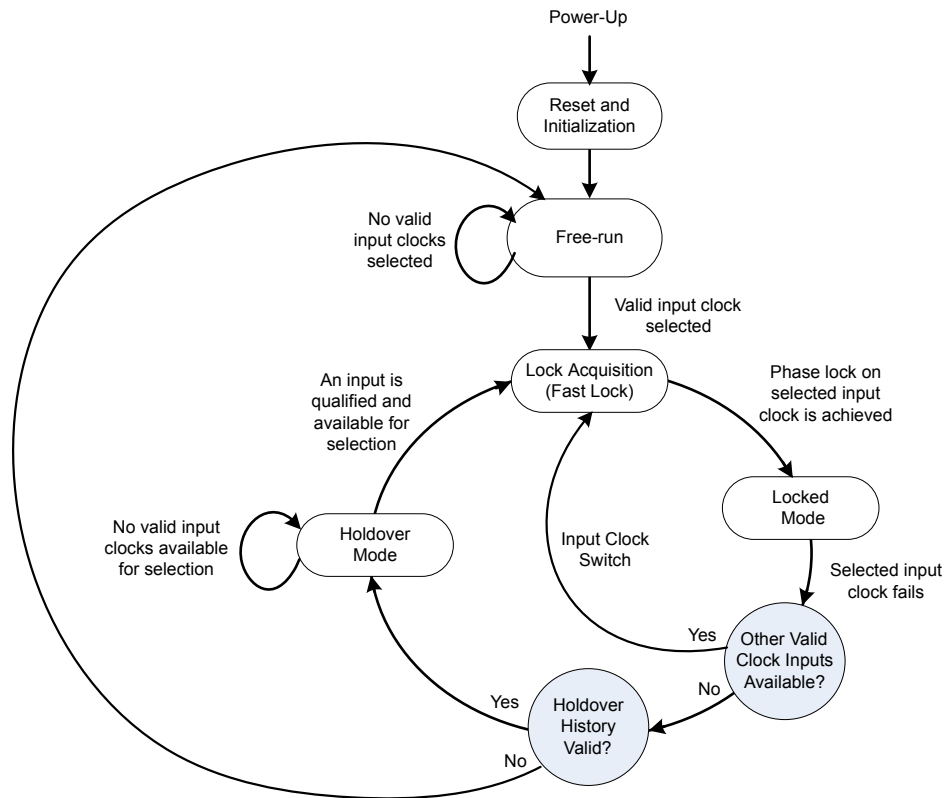 Power-Up
Reset and
Initialization
No valid
input clocks
selected
Free-run
Valid input clock
selected
An input is
qualified and
available for
selection
Lock Acquisition
(Fast Lock)
Phase lock on
selected input
clock is achieved
Locked
Mode
No valid input
clocks available
for selection
Holdover
Mode
Input Clock
Switch
Selected input
clock fails
Yes
Other Valid
Clock Inputs
Available?
No
Yes
Holdover
History
Valid?
No